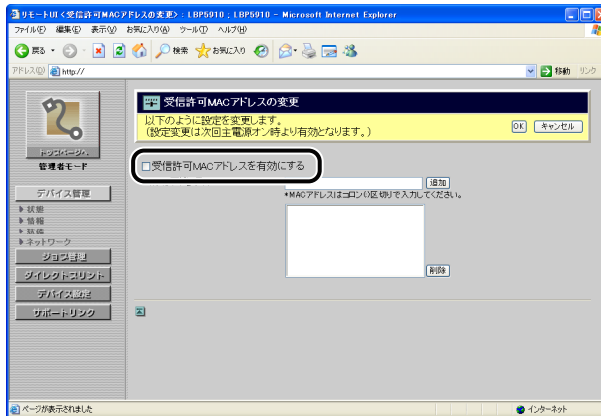 リモートUI <受信許可MACアドレスの変更> : LBP5910 ; LBP5910 - Microsoft Internet Explorer
ファイル(F) 編集(E) 表示(V) お気に入り(A) ツール(T) ヘルプ(H)
戻る 検索 お気に入り
アドレス(D) http:// 移動 リンク
受信許可MACアドレスの変更
以下のように設定を変更します。
(設定変更は次回主電源オン時より有効となります。)
OK キャンセル
トップページへ
管理者モード
受信許可MACアドレスを有効にする
追加
*MACアドレスはコロン(:)区切りで入力してください。
デバイス管理
状態
情報
ネットワーク
ジョブ管理
ダイレクトプリント
デバイス設定
サポートリンク
削除
ページが表示されました インターネット